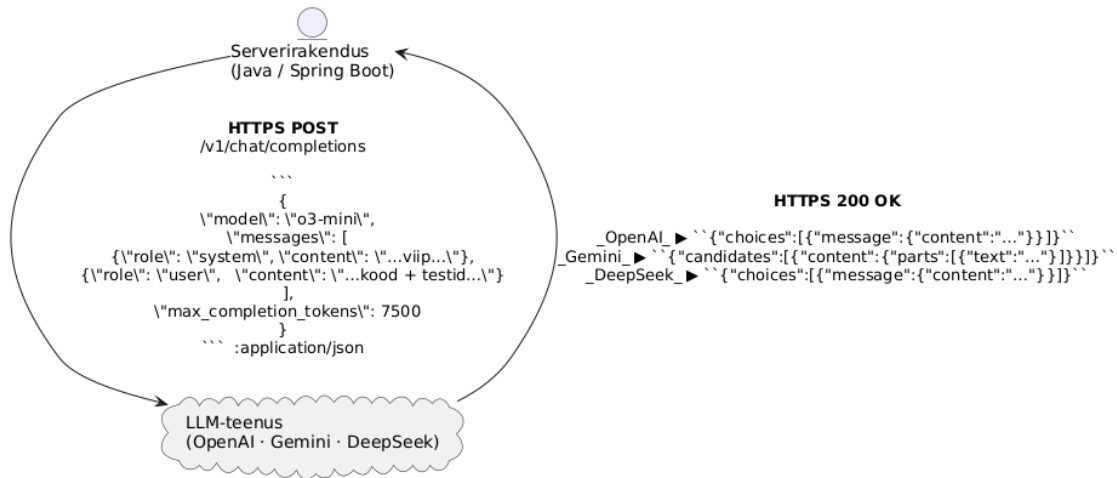 Serverirakendus
(Java / Spring Boot)
HTTPS POST
/v1/chat/completions
```
{
\"model\": \"o3-mini\",
\"messages\": [
{\"role\": \"system\", \"content\": \"...viip...\"},
{\"role\": \"user\",   \"content\": \"...kood + testid...\"}
],
\"max_completion_tokens\": 7500
}
```  :application/json
HTTPS 200 OK
_OpenAI_ ▶ ``{"choices":[{"message":{"content":"..."}}]}``
_Gemini_ ▶ ``{"candidates":[{"content":{"parts":[{"text":"..."}]}}]}``
_DeepSeek_ ▶ ``{"choices":[{"message":{"content":"..."}}]}``
LLM-teenus
(OpenAI · Gemini · DeepSeek)